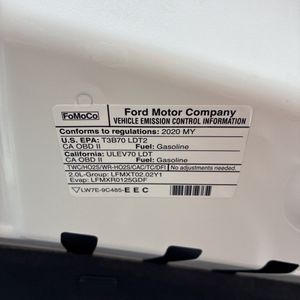 FoMoCo
Ford Motor Company
VEHICLE EMISSION CONTROL INFORMATION
Conforms to regulations: 2020 MY
U.S. EPA: T3B70 LDT2
CA OBD II Fuel: Gasoline
California: ULEV70 LDT
CA OBD II Fuel: Gasoline
TWC/HO2S/WR-HO2S/CAC/TC/DFI No adjustments needed.
2.0L-Group: LFMXT02.02Y1
Evap: LFMXR0125GDF
LW7E-9C485-EEC